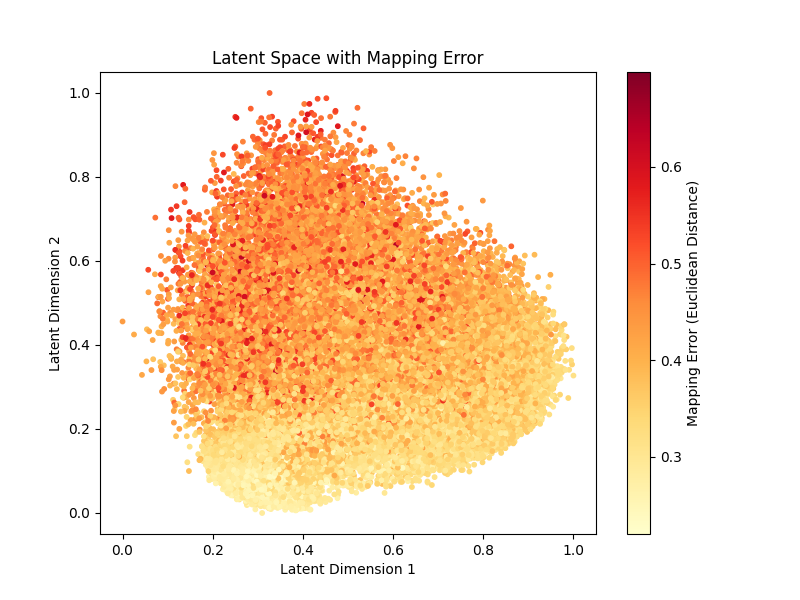 Latent Space with Mapping Error
Latent Dimension 2
1.0
0.8
0.6
0.4
0.2
0.0
0.0 0.2 0.4 0.6 0.8 1.0
Latent Dimension 1
0.6
0.5
0.4
0.3
Mapping Error (Euclidean Distance)